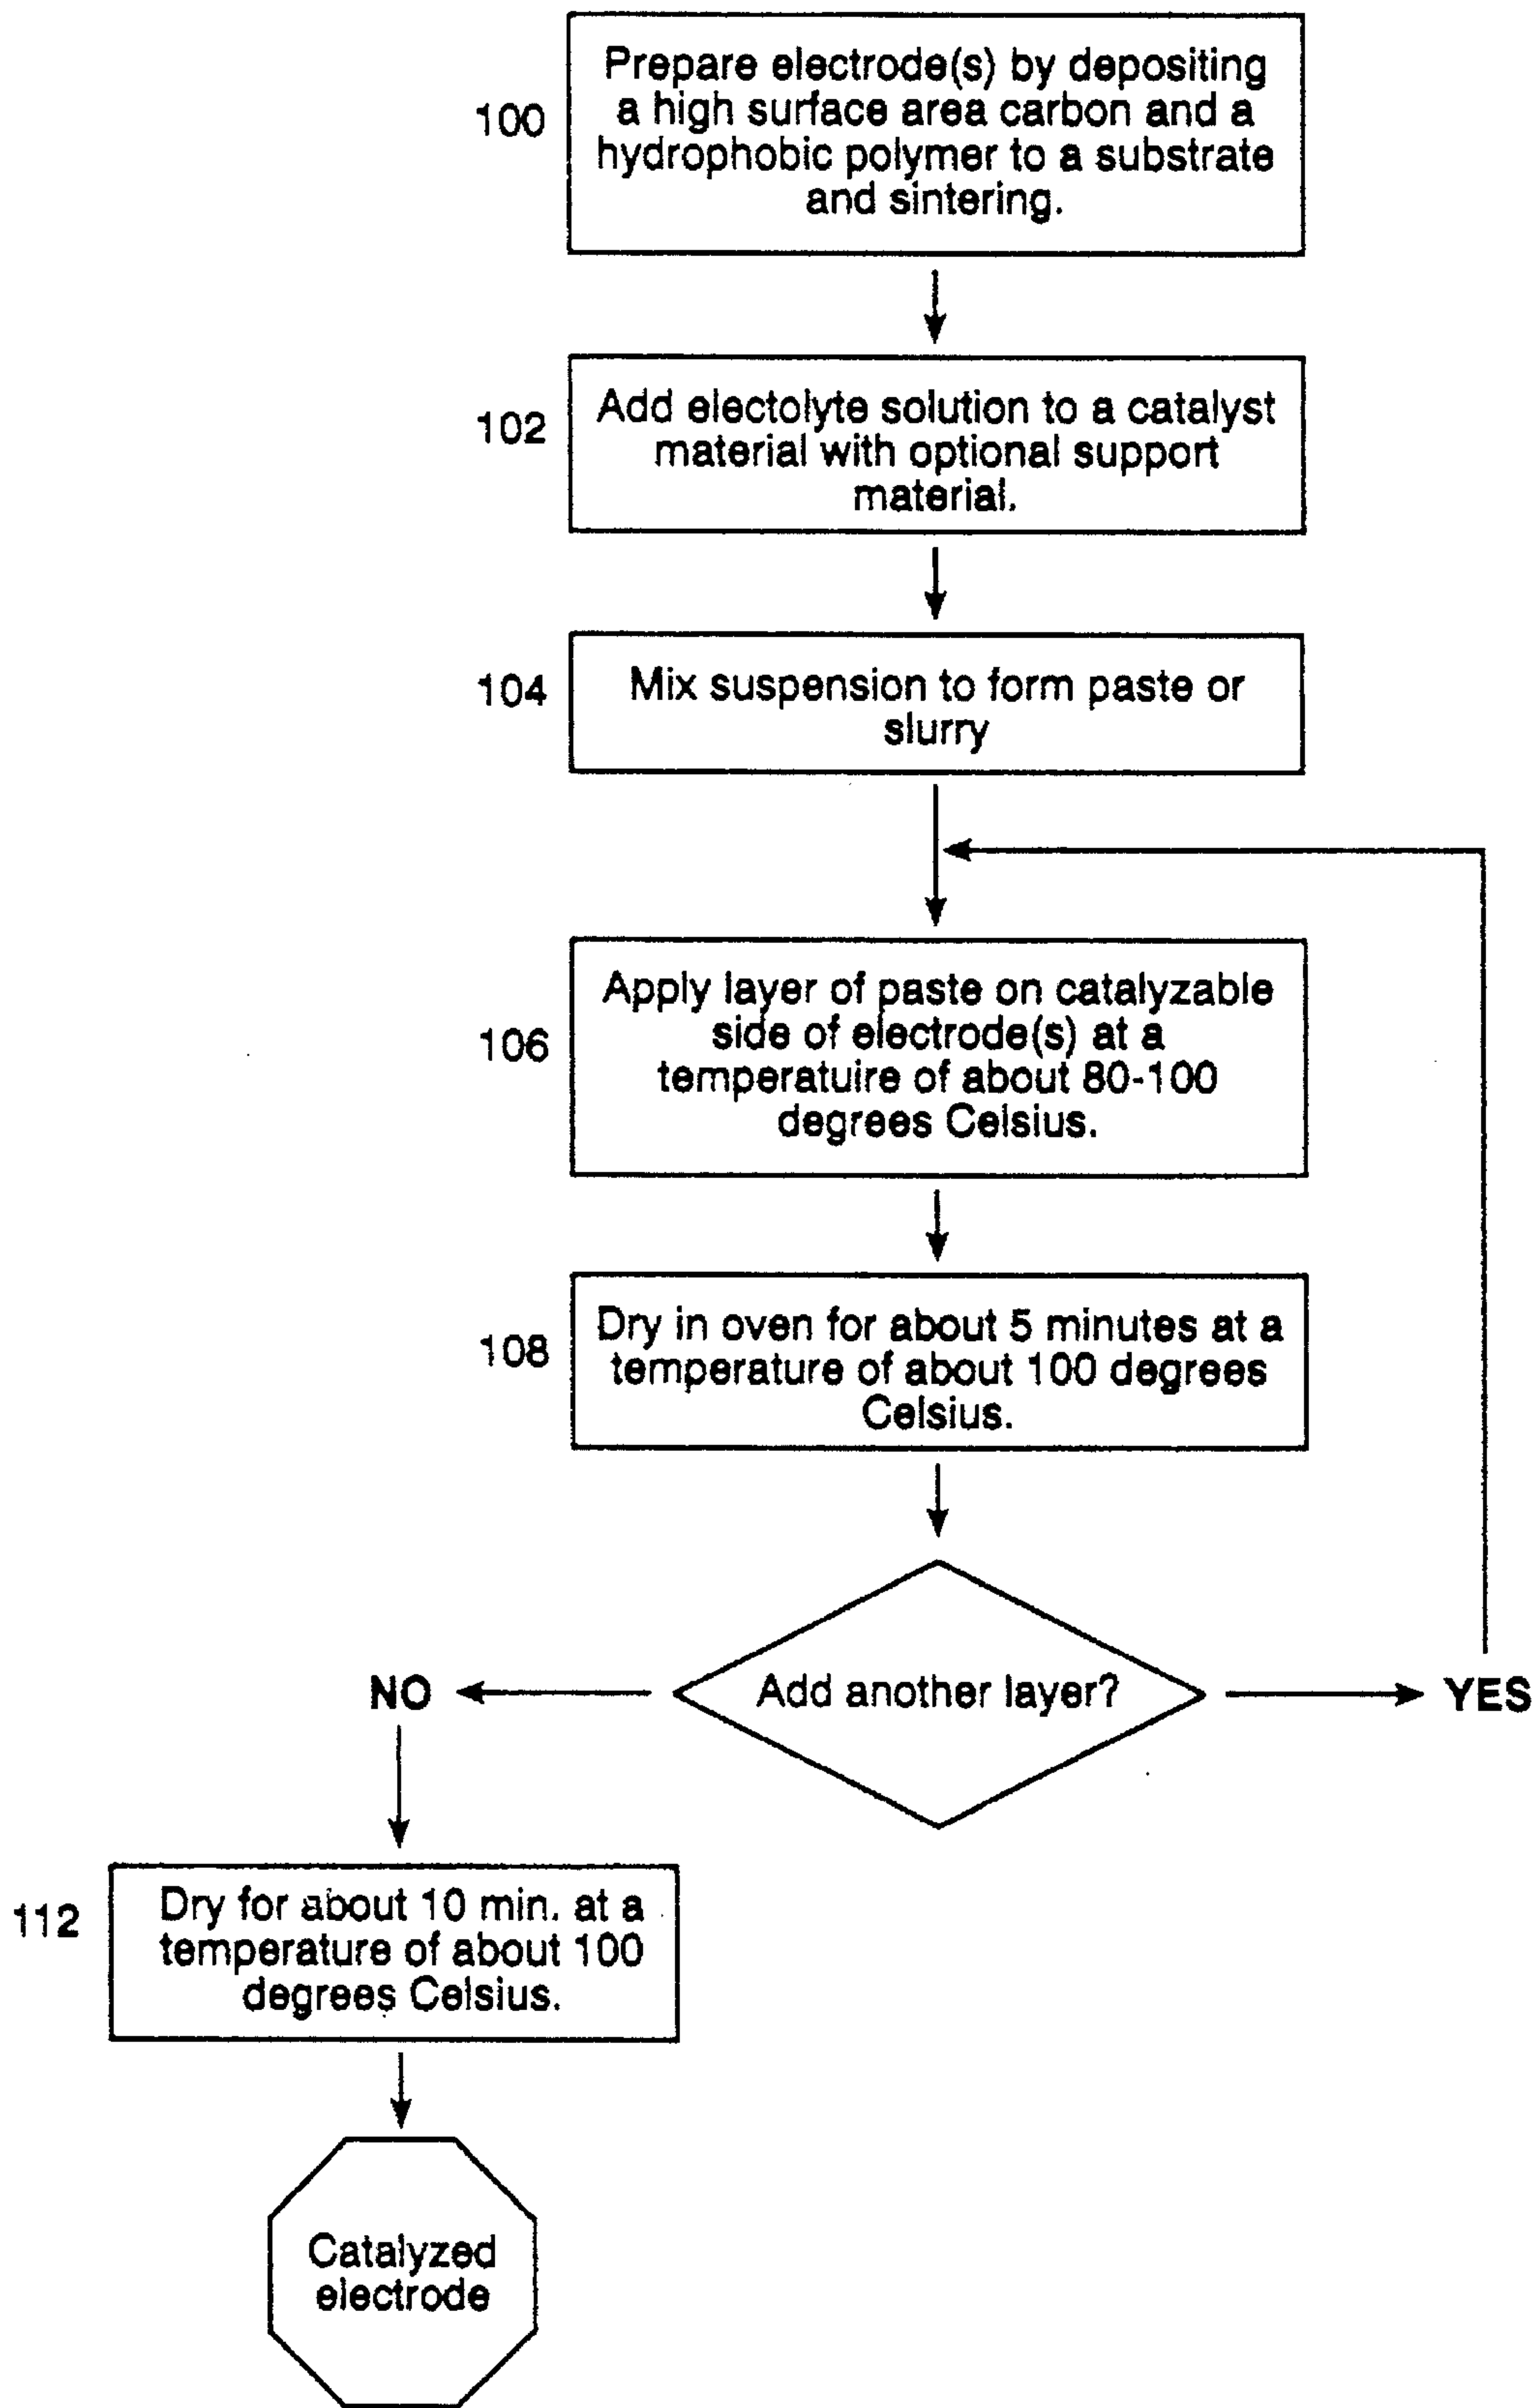 100
Prepare electrode(s) by depositing
a high surface area carbon and a
hydrophobic polymer to a substrate
and sintering.
102
Add electolyte solution to a catalyst
material with optional support
material.
104
Mix suspension to form paste or
slurry
106
Apply layer of paste on catalyzable
side of electrode(s) at a
temperatuire of about 80-100
degrees Celsius.
108
Dry in oven for about 5 minutes at a
temperature of about 100 degrees
Celsius.
NO
Add another layer?
YES
112
Dry for about 10 min. at a
temperature of about 100
degrees Celsius.
Catalyzed
electrode